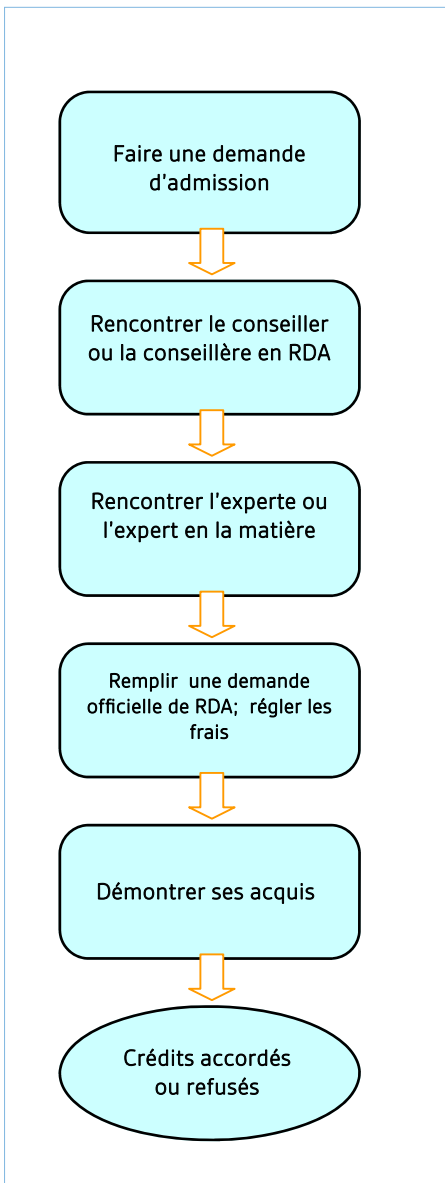 Faire une demande
d'admission
Rencontrer le conseiller
ou la conseillère en RDA
Rencontrer l'experte ou
l'expert en la matière
Remplir une demande
officielle de RDA; régler les
frais
Démontrer ses acquis
Crédits accordés
ou refusés